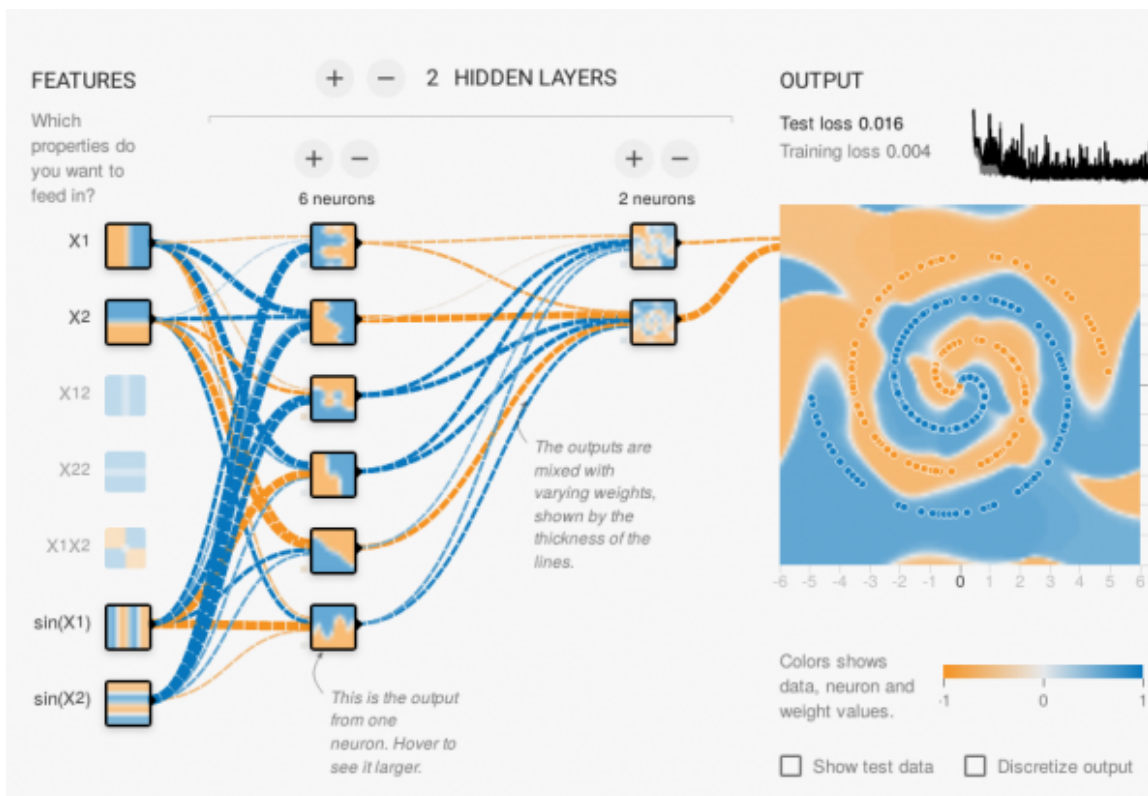 FEATURES
Which
properties do
you want to
feed in?
+ − 2 HIDDEN LAYERS
+ −
6 neurons
+ −
2 neurons
X1
X2
X12
X22
X1X2
sin(X1)
sin(X2)
The outputs are
mixed with
varying weights,
shown by the
thickness of the
lines.
This is the output
from one
neuron. Hover to
see it larger.
OUTPUT
Test loss 0.016
Training loss 0.004
-6 -5 -4 -3 -2 -1 0 1 2 3 4 5 6
Colors shows
data, neuron and
weight values.
-1 0 1
Show test data
Discretize output